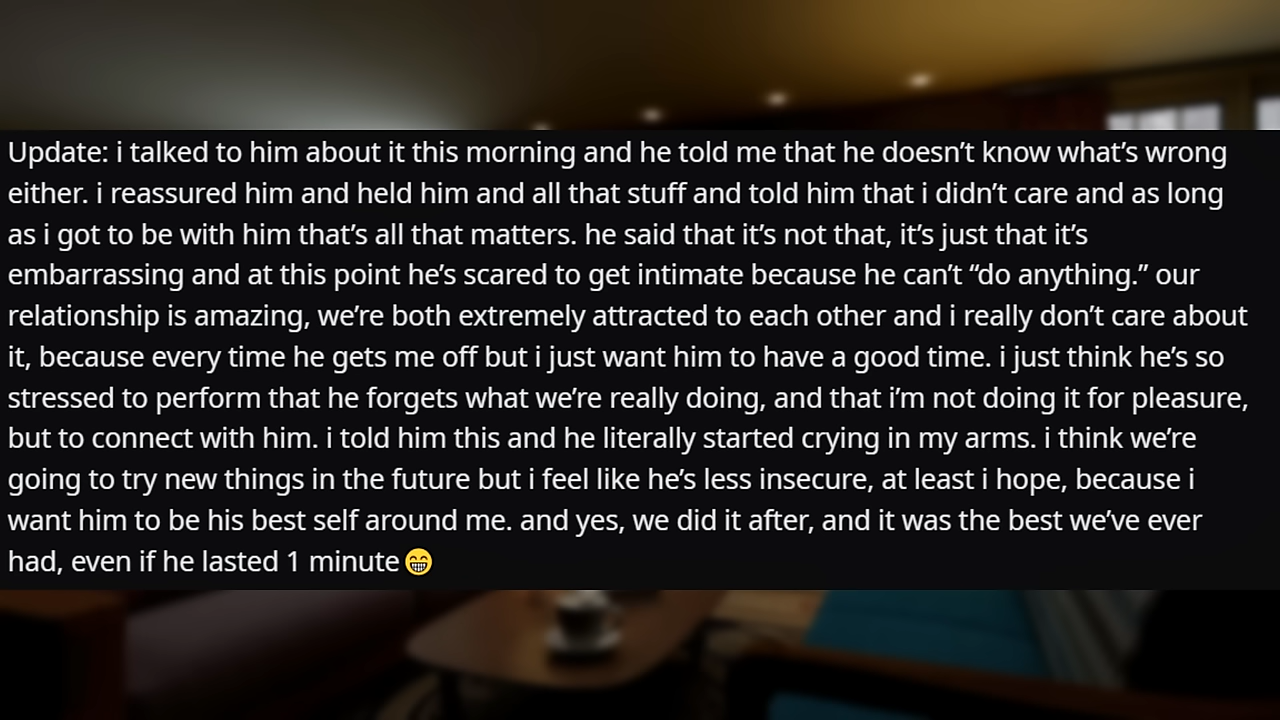 Update: i talked to him about it this morning and he told me that he doesn’t know what’s wrong
either. i reassured him and held him and all that stuff and told him that i didn’t care and as long
as i got to be with him that’s all that matters. he said that it’s not that, it’s just that it’s
embarrassing and at this point he’s scared to get intimate because he can’t “do anything.” our
relationship is amazing, we’re both extremely attracted to each other and i really don’t care about
it, because every time he gets me off but i just want him to have a good time. i just think he’s so
stressed to perform that he forgets what we’re really doing, and that i’m not doing it for pleasure,
but to connect with him. i told him this and he literally started crying in my arms. i think we’re
going to try new things in the future but i feel like he’s less insecure, at least i hope, because i
want him to be his best self around me. and yes, we did it after, and it was the best we’ve ever
had, even if he lasted 1 minute😁